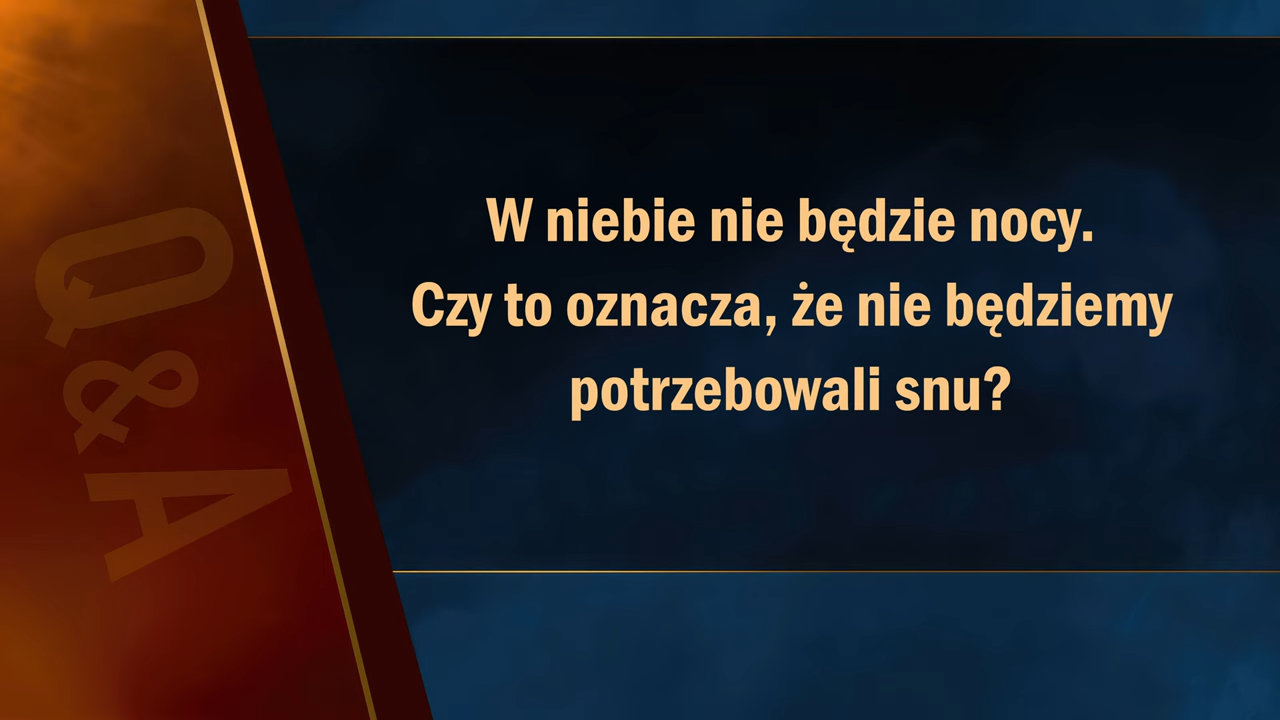 Q & A
W niebie nie będzie nocy.
Czy to oznacza, że nie będziemy
potrzebowali snu?